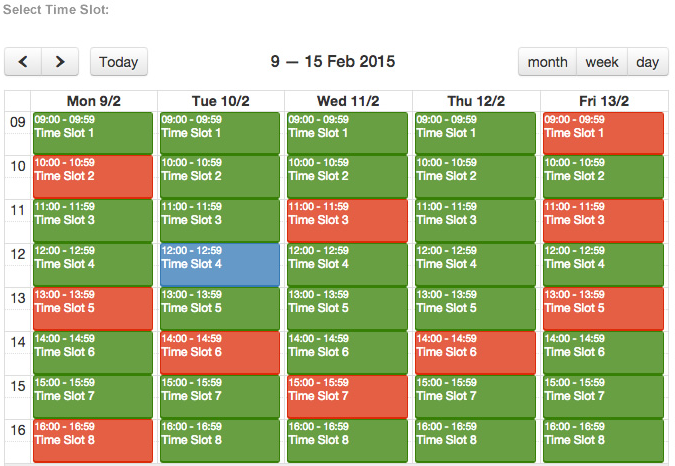 Select Time Slot:
Today
9 — 15 Feb 2015
month week day
Mon 9/2 Tue 10/2 Wed 11/2 Thu 12/2 Fri 13/2
09
09:00 - 09:59 09:00 - 09:59 09:00 - 09:59 09:00 - 09:59 09:00 - 09:59
Time Slot 1 Time Slot 1 Time Slot 1 Time Slot 1 Time Slot 1
10
10:00 - 10:59 10:00 - 10:59 10:00 - 10:59 10:00 - 10:59 10:00 - 10:59
Time Slot 2 Time Slot 2 Time Slot 2 Time Slot 2 Time Slot 2
11
11:00 - 11:59 11:00 - 11:59 11:00 - 11:59 11:00 - 11:59 11:00 - 11:59
Time Slot 3 Time Slot 3 Time Slot 3 Time Slot 3 Time Slot 3
12
12:00 - 12:59 12:00 - 12:59 12:00 - 12:59 12:00 - 12:59 12:00 - 12:59
Time Slot 4 Time Slot 4 Time Slot 4 Time Slot 4 Time Slot 4
13
13:00 - 13:59 13:00 - 13:59 13:00 - 13:59 13:00 - 13:59 13:00 - 13:59
Time Slot 5 Time Slot 5 Time Slot 5 Time Slot 5 Time Slot 5
14
14:00 - 14:59 14:00 - 14:59 14:00 - 14:59 14:00 - 14:59 14:00 - 14:59
Time Slot 6 Time Slot 6 Time Slot 6 Time Slot 6 Time Slot 6
15
15:00 - 15:59 15:00 - 15:59 15:00 - 15:59 15:00 - 15:59 15:00 - 15:59
Time Slot 7 Time Slot 7 Time Slot 7 Time Slot 7 Time Slot 7
16
16:00 - 16:59 16:00 - 16:59 16:00 - 16:59 16:00 - 16:59 16:00 - 16:59
Time Slot 8 Time Slot 8 Time Slot 8 Time Slot 8 Time Slot 8